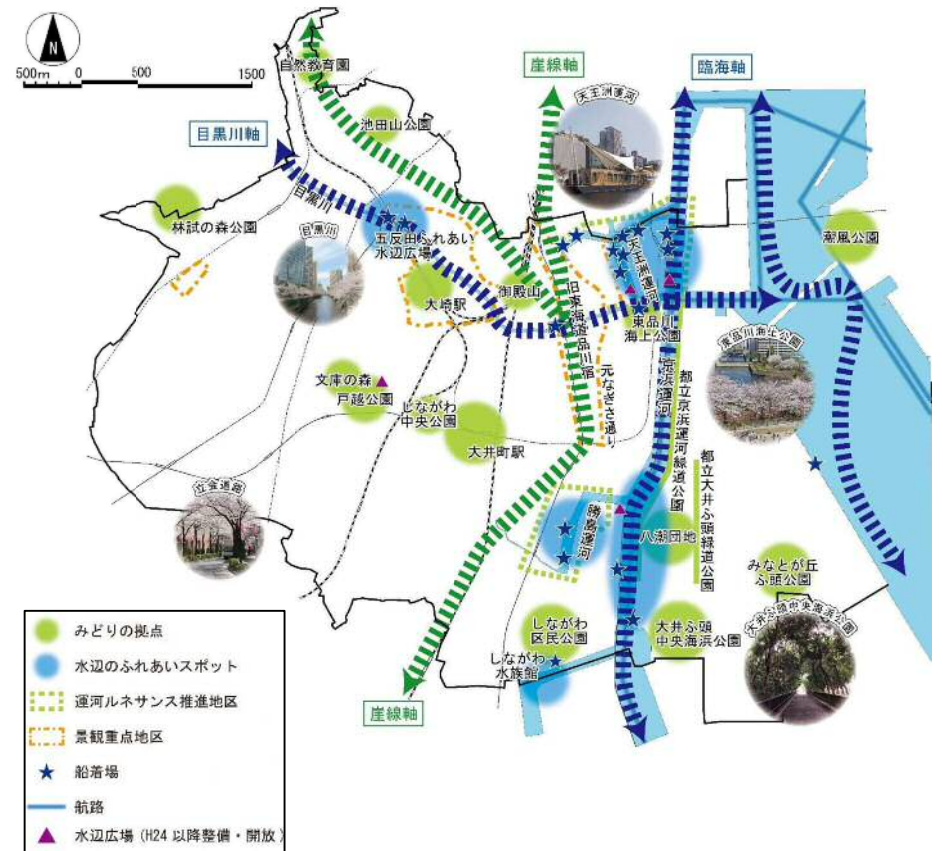 N
500m 0 500 1500
自然教育園
崖線軸
臨海軸
天王洲運河
池田山公園
目黒川軸
目黒川
林試の森公園
五反田ふれあい
水辺広場
潮風公園
目黒川
天王洲運河
大崎駅
御殿山
旧東海道品川宿
東品川
海上公園
東品川海上公園
元なぎさ通り
京浜運河
都立京浜運河緑道公園
文庫の森
戸越公園
しながわ
中央公園
大井町駅
都立大井ふ頭緑道公園
立会道路
勝島運河
八潮団地
みなとが丘
ふ頭公園
大井ふ頭中央海浜公園
しながわ
区民公園
大井ふ頭
中央海浜公園
しながわ
水族館
崖線軸
みどりの拠点
水辺のふれあいスポット
運河ルネサンス推進地区
景観重点地区
船着場
航路
水辺広場 (H24 以降整備・開放)